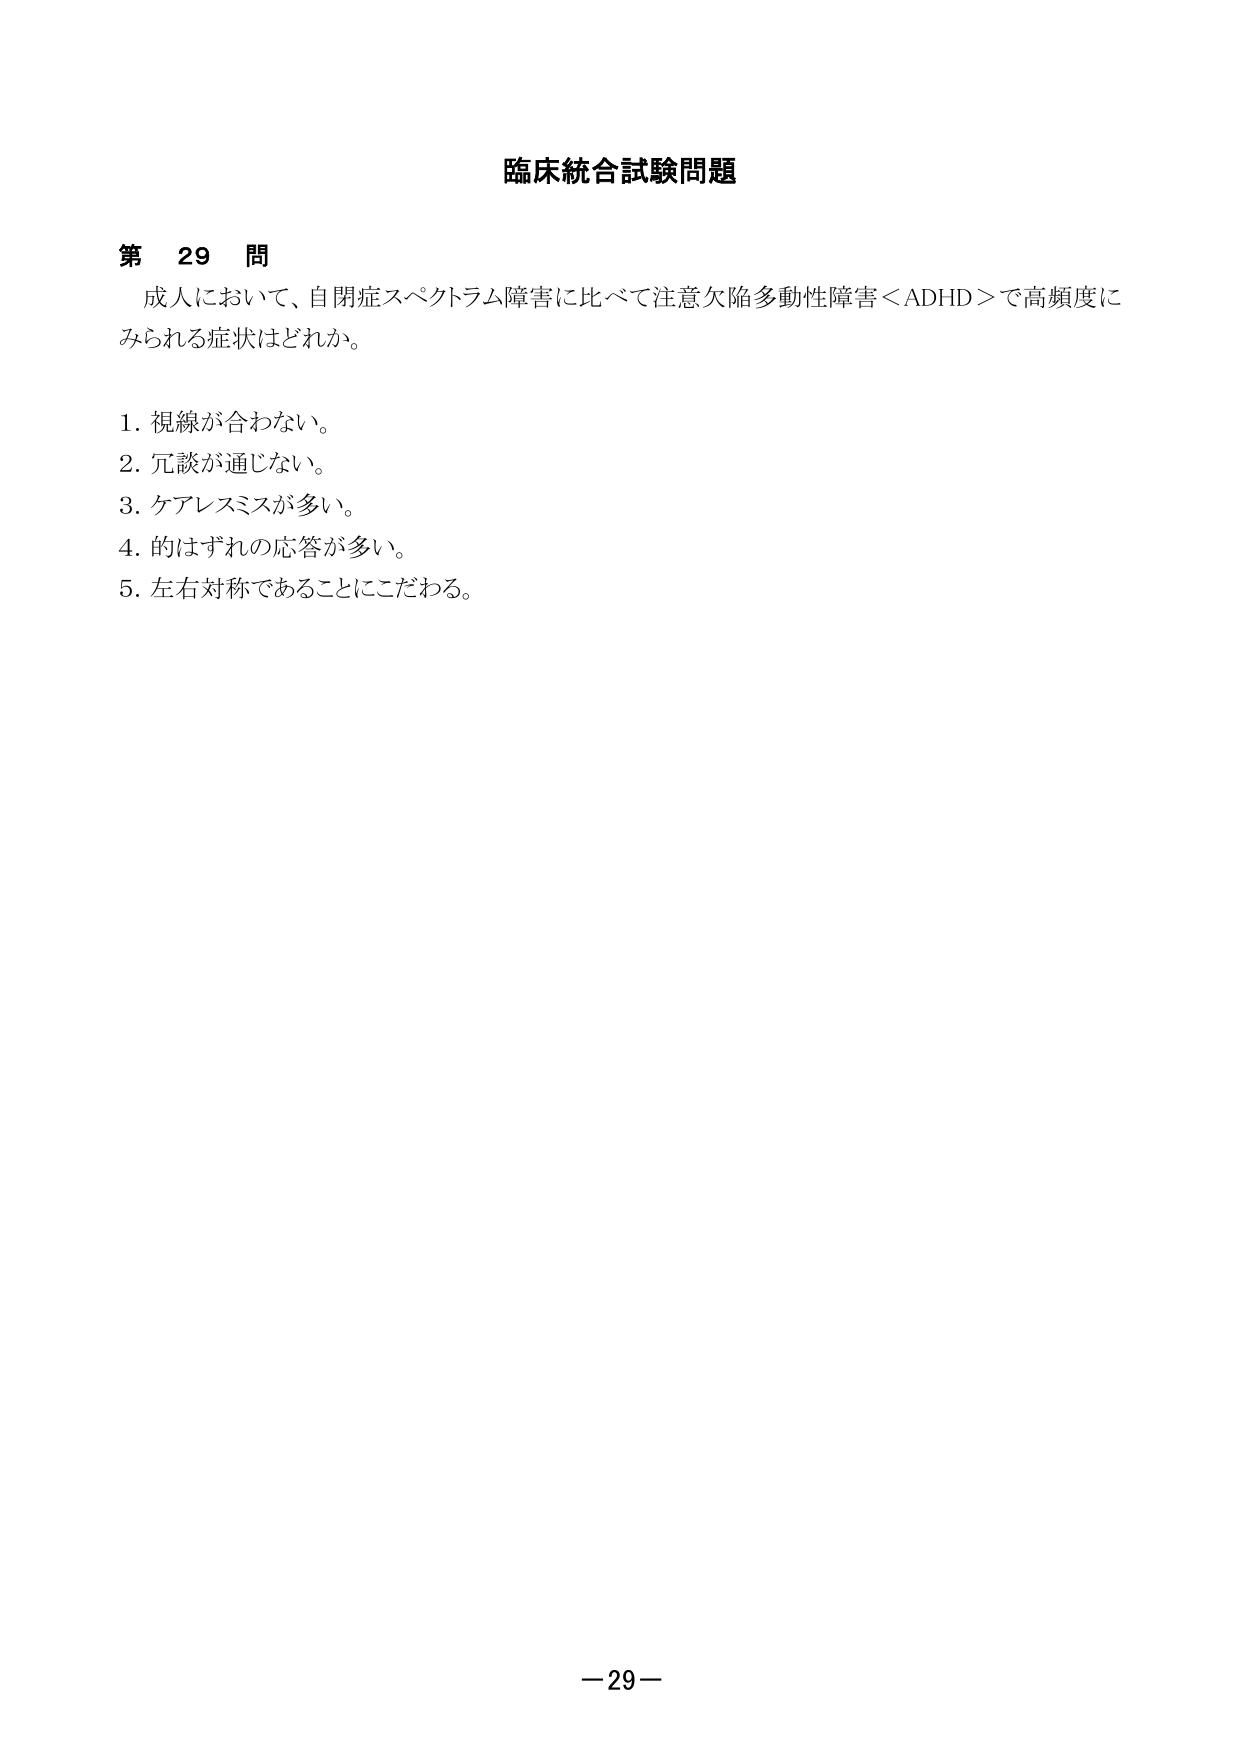 臨床統合試験問題
第 29 問
成人において、自閉症スペクトラム障害に比べて注意欠陥多動性障害＜ADHD＞で高頻度に
みられる症状はどれか。
1. 視線が合わない。
2. 冗談が通じない。
3. ケアレスミスが多い。
4. 的はずれの応答が多い。
5. 左右対称であることにこだわる。
－29－